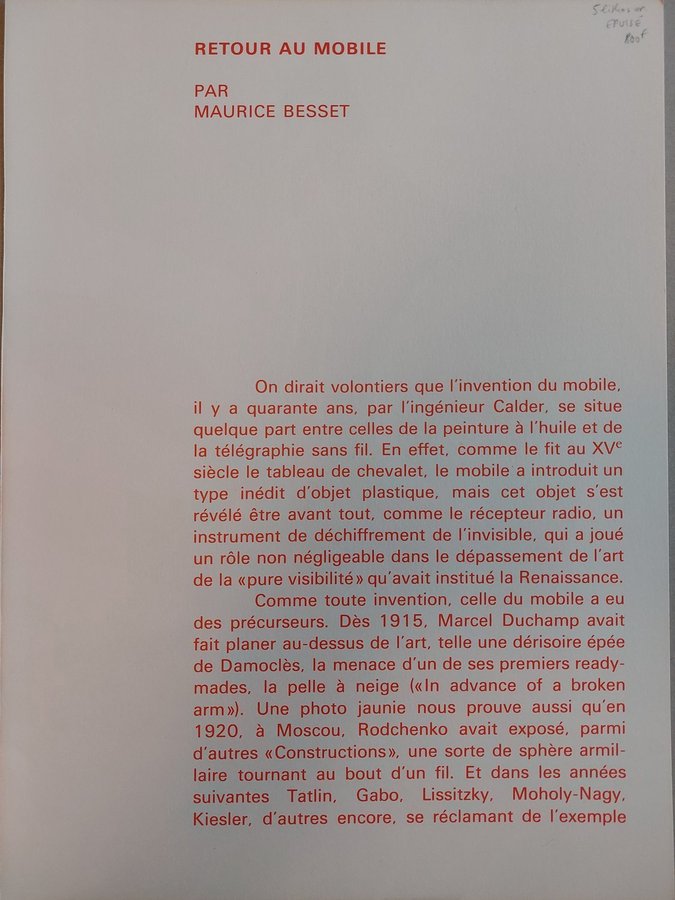 5 lithos or
EPUISÉ
800F
RETOUR AU MOBILE
PAR
MAURICE BESSET
On dirait volontiers que l'invention du mobile,
il y a quarante ans, par l'ingénieur Calder, se situe
quelque part entre celles de la peinture à l'huile et de
la télégraphie sans fil. En effet, comme le fit au XVe
siècle le tableau de chevalet, le mobile a introduit un
type inédit d'objet plastique, mais cet objet s'est
révélé être avant tout, comme le récepteur radio, un
instrument de déchiffrement de l'invisible, qui a joué
un rôle non négligeable dans le dépassement de l'art
de la «pure visibilité» qu'avait institué la Renaissance.
Comme toute invention, celle du mobile a eu
des précurseurs. Dès 1915, Marcel Duchamp avait
fait planer au-dessus de l'art, telle une dérisoire épée
de Damoclès, la menace d'un de ses premiers ready-
mades, la pelle à neige («In advance of a broken
arm»). Une photo jaunie nous prouve aussi qu'en
1920, à Moscou, Rodchenko avait exposé, parmi
d'autres «Constructions», une sorte de sphère armil-
laire tournant au bout d'un fil. Et dans les années
suivantes Tatlin, Gabo, Lissitzky, Moholy-Nagy,
Kiesler, d'autres encore, se réclamant de l'exemple